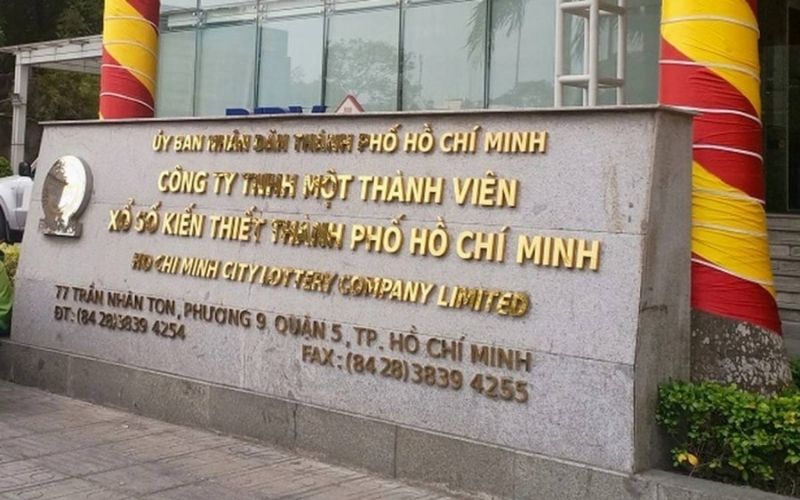 ỦY BAN NHÂN DÂN THÀNH PHỐ HỒ CHÍ MINH
CÔNG TY TNHH MỘT THÀNH VIÊN
XỔ SỐ KIẾN THIẾT THÀNH PHỐ HỒ CHÍ MINH
HO CHI MINH CITY LOTTERY COMPANY LIMITED
77 TRẦN NHÂN TÔN, PHƯỜNG 9, QUẬN 5, TP. HỒ CHÍ MINH
ĐT: (84 28)3839 4254
FAX: (84 28)3839 4255